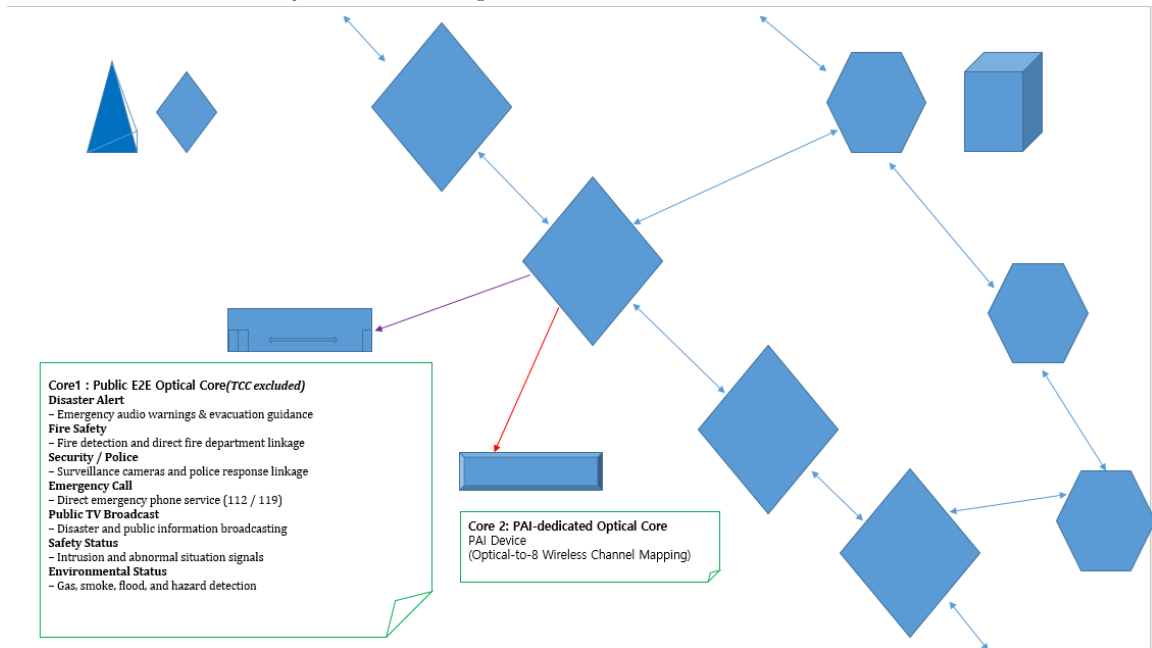 Core1 : Public E2E Optical Core(TCC excluded)
Disaster Alert
– Emergency audio warnings & evacuation guidance
Fire Safety
– Fire detection and direct fire department linkage
Security / Police
– Surveillance cameras and police response linkage
Emergency Call
– Direct emergency phone service (112 / 119)
Public TV Broadcast
– Disaster and public information broadcasting
Safety Status
– Intrusion and abnormal situation signals
Environmental Status
– Gas, smoke, flood, and hazard detection
Core 2: PAI-dedicated Optical Core
PAI Device
(Optical-to-8 Wireless Channel Mapping)